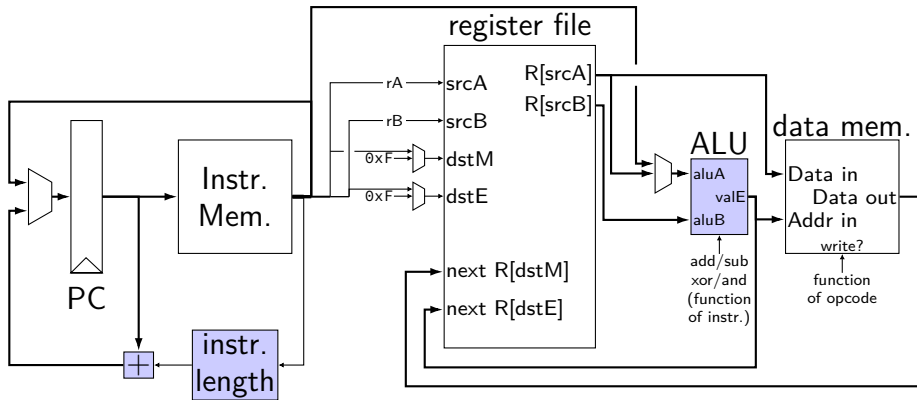 register file
R[srcA]
rA
srcA
R[srcB]
rB
srcB
data mem.
ALU
0xF
dstM
Instr.
Mem.
aluA
Data in
valE
Data out
0xF
dstE
aluB
Addr in
write?
add/sub
xor/and
(function
of instr.)
function
of opcode
next R[dstM]
PC
next R[dstE]
+
instr.
length